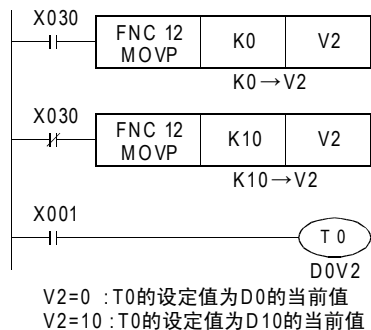 X030
FNC 12 K0 V2
MOVP
K0→V2
X030
FNC 12 K10 V2
MOVP
K10→V2
X001
T0
D0V2
V2=0 :T0的设定值为D0的当前值
V2=10 :T0的设定值为D10的当前值